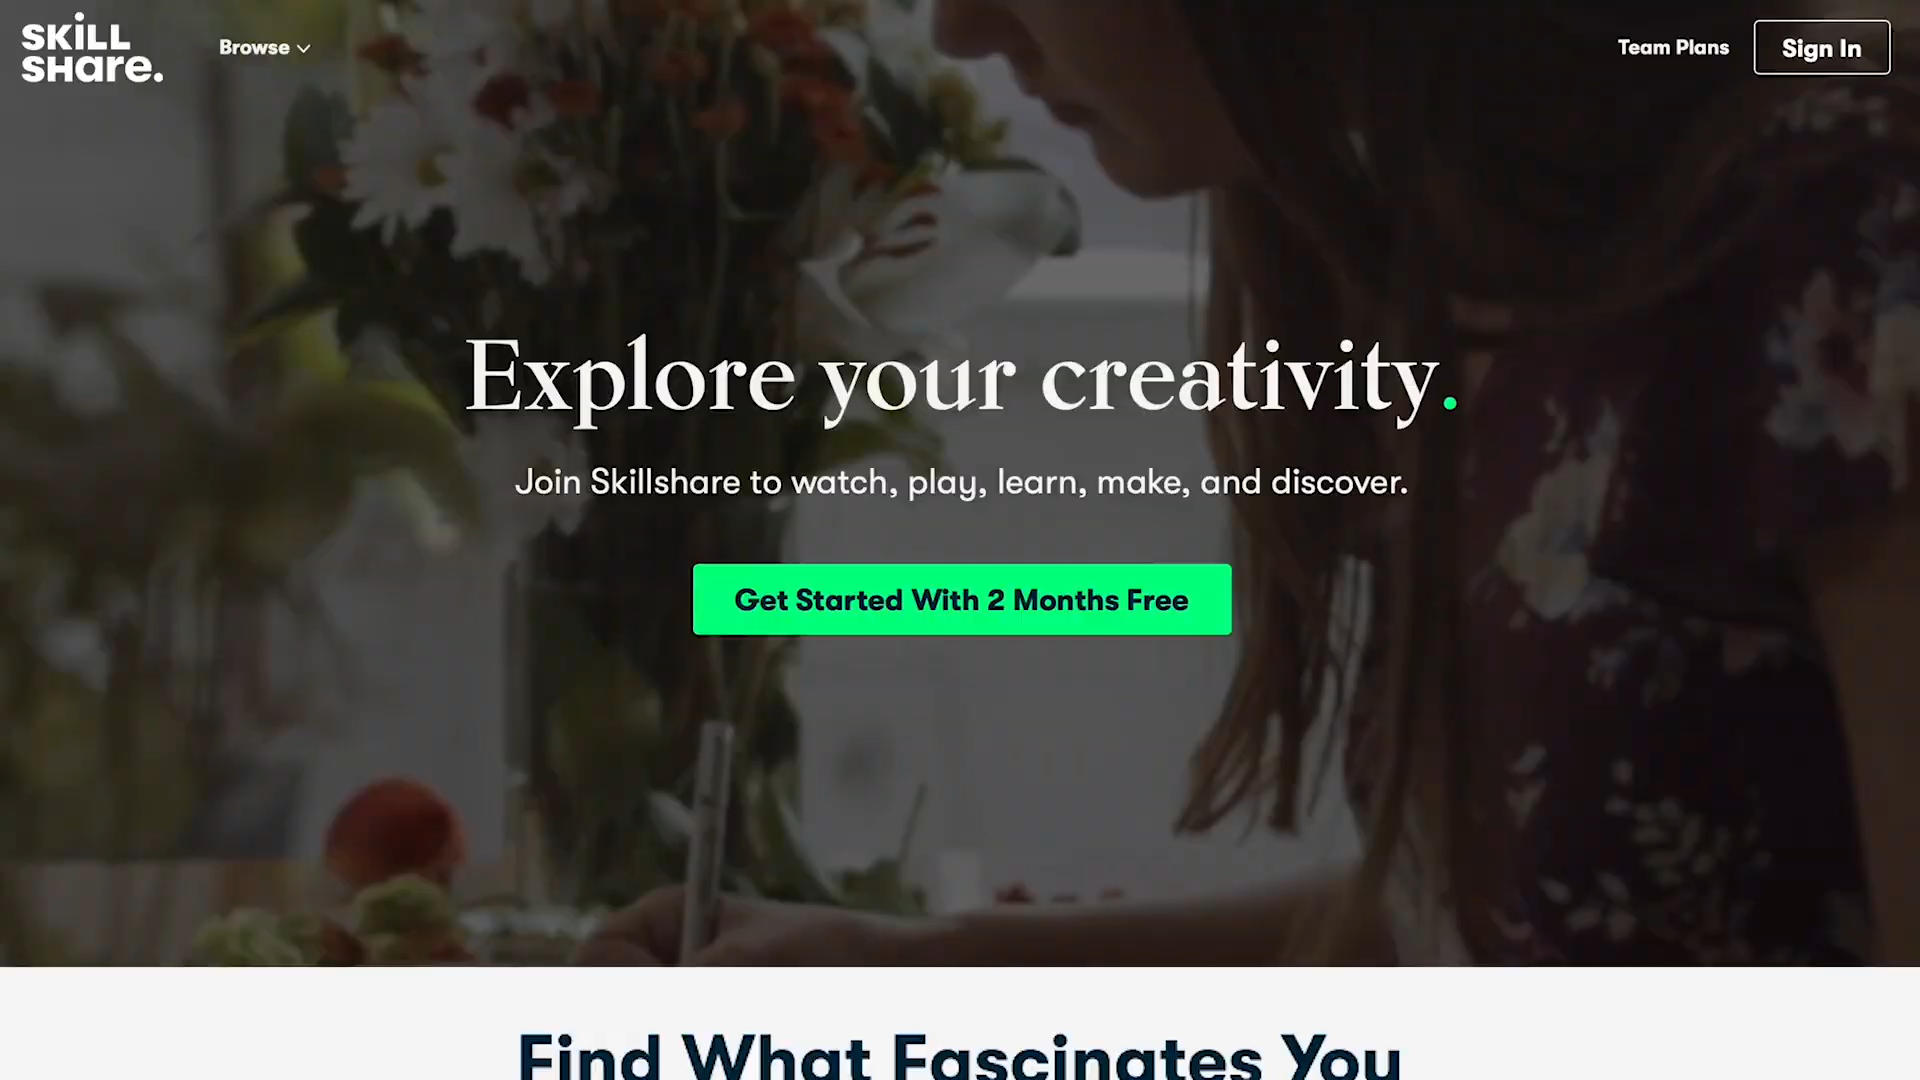 SKILL
SHare.
Browse
Team Plans
Sign In
Explore your creativity.
Join Skillshare to watch, play, learn, make, and discover.
Get Started With 2 Months Free
Find What Fascinates You